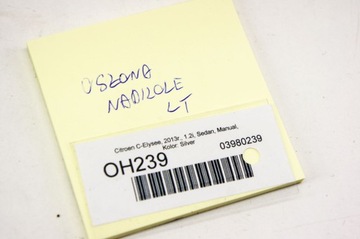 OSŁONA
NADKOLE
LT
Citroen C-Elysee, 2013r., 1.2i, Sedan, Manual,
Kolor: Silver
OH239
03980239